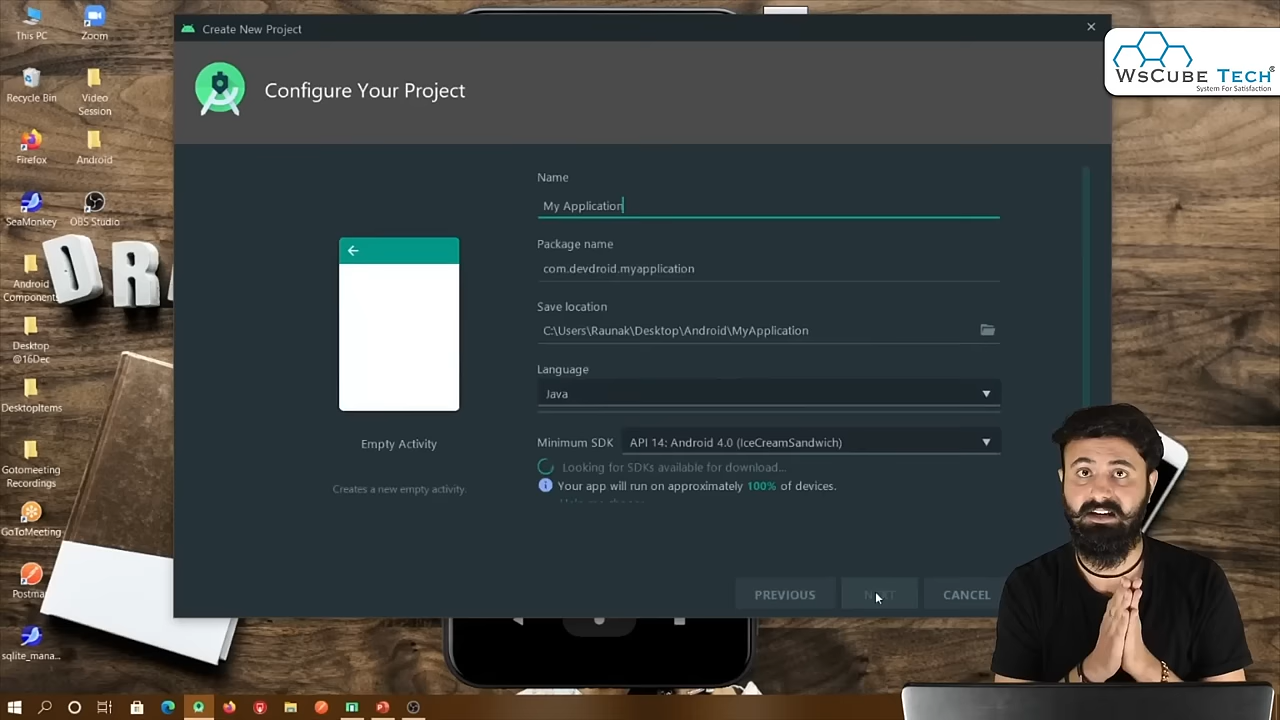 This PC
Zoom
Recycle Bin
Video
Session
Firefox
Android
SeaMonkey
OBS Studio
Android
Components
Desktop
@16Dec
DesktopItems
Gotomeeting
Recordings
GoToMeeting
Postma
sqlite_mana...
DR
Create New Project
Configure Your Project
Empty Activity
Creates a new empty activity.
Name
My Application
Package name
com.devdroid.myapplication
Save location
C:\Users\Raunak\Desktop\Android\MyApplication
Language
Java
Minimum SDK
API 14: Android 4.0 (IceCreamSandwich)
Looking for SDKs available for download...
Your app will run on approximately 100% of devices.
PREVIOUS
NEXT
CANCEL
WsCube Tech®
System For Satisfaction